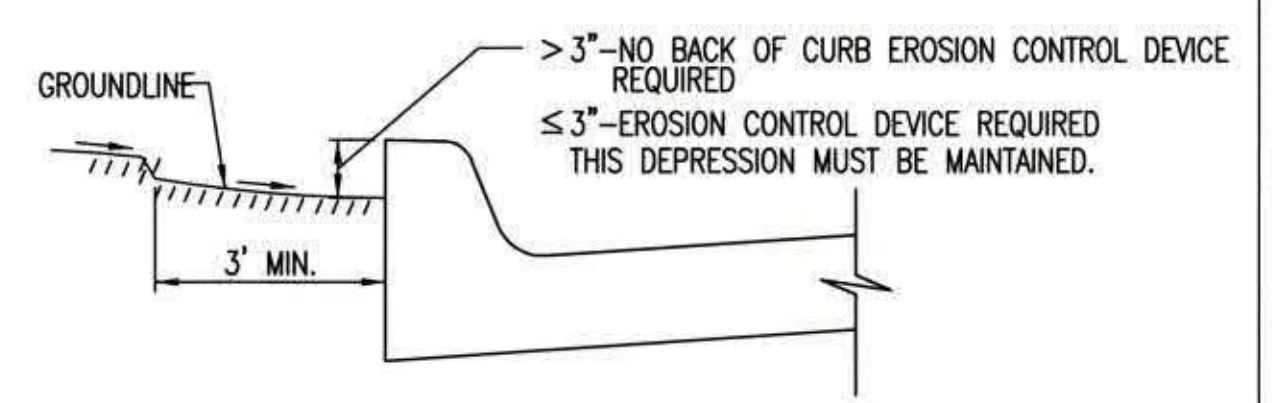 > 3"-NO BACK OF CURB EROSION CONTROL DEVICE
REQUIRED
GROUNDLINE
≤ 3"-EROSION CONTROL DEVICE REQUIRED
THIS DEPRESSION MUST BE MAINTAINED.
3' MIN.